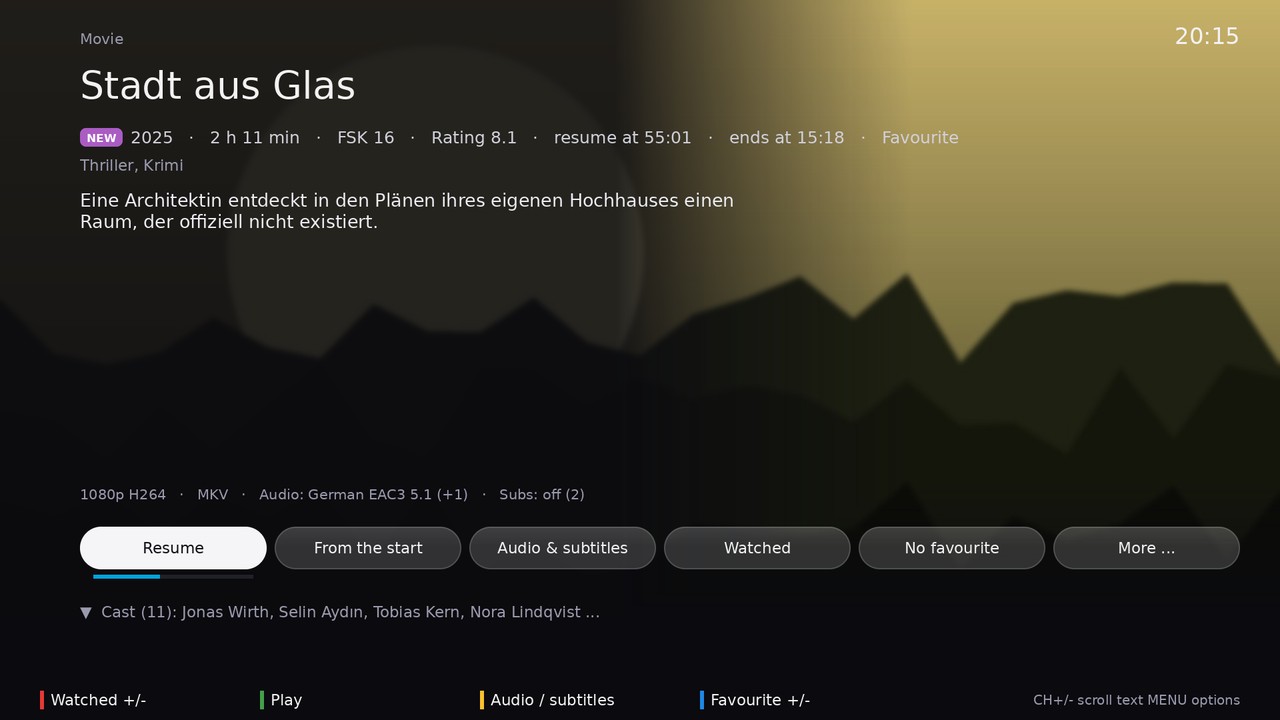 Movie
20:15
Stadt aus Glas
NEW 2025 · 2 h 11 min · FSK 16 · Rating 8.1 · resume at 55:01 · ends at 15:18 · Favourite
Thriller, Krimi
Eine Architektin entdeckt in den Plänen ihres eigenen Hochhauses einen
Raum, der offiziell nicht existiert.
1080p H264 · MKV · Audio: German EAC3 5.1 (+1) · Subs: off (2)
Resume From the start Audio & subtitles Watched No favourite More ...
▼ Cast (11): Jonas Wirth, Selin Aydın, Tobias Kern, Nora Lindqvist ...
Watched +/- Play Audio / subtitles Favourite +/- CH+/- scroll text MENU options